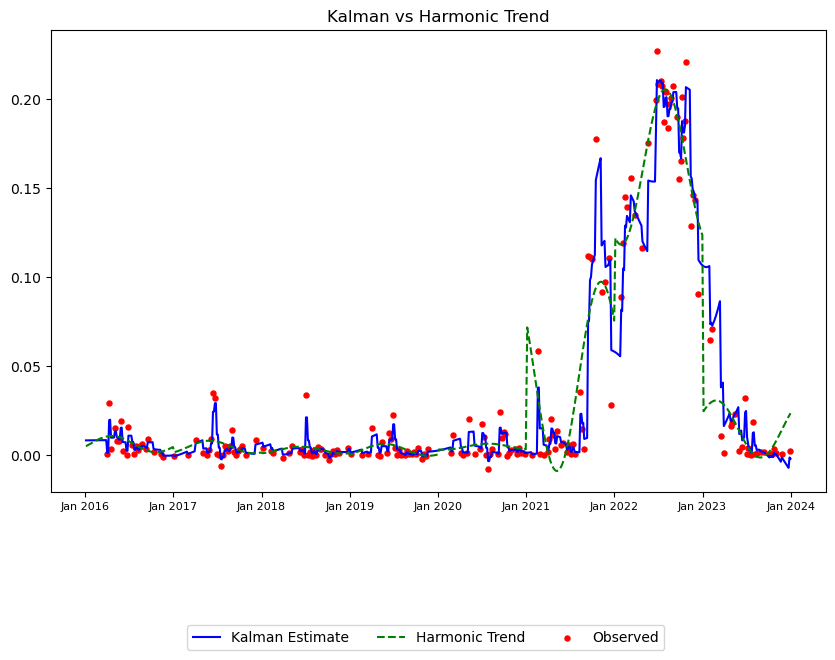 Kalman vs Harmonic Trend
0.20
0.15
0.10
0.05
0.00
Jan 2016 Jan 2017 Jan 2018 Jan 2019 Jan 2020 Jan 2021 Jan 2022 Jan 2023 Jan 2024
Kalman Estimate Harmonic Trend Observed